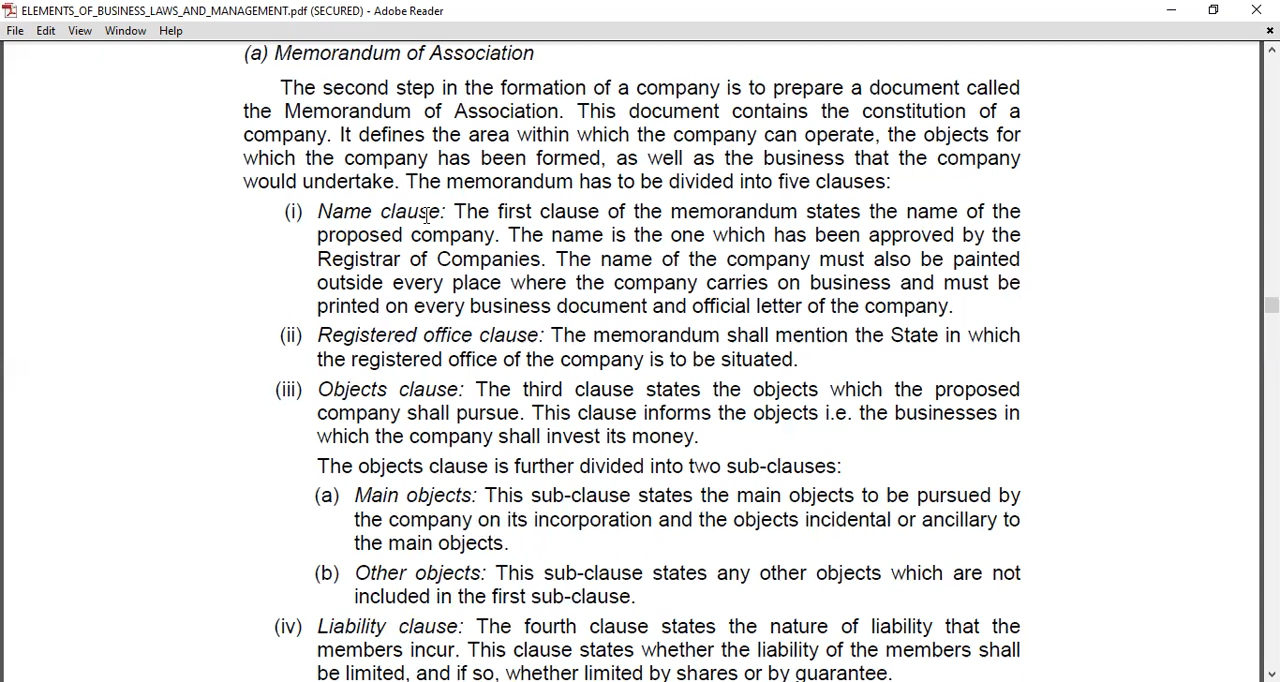 ELEMENTS_OF_BUSINESS_LAWS_AND_MANAGEMENT.pdf (SECURED) - Adobe Reader
File Edit View Window Help
(a) Memorandum of Association
The second step in the formation of a company is to prepare a document called
the Memorandum of Association. This document contains the constitution of a
company. It defines the area within which the company can operate, the objects for
which the company has been formed, as well as the business that the company
would undertake. The memorandum has to be divided into five clauses:
(i) Name clause: The first clause of the memorandum states the name of the
proposed company. The name is the one which has been approved by the
Registrar of Companies. The name of the company must also be painted
outside every place where the company carries on business and must be
printed on every business document and official letter of the company.
(ii) Registered office clause: The memorandum shall mention the State in which
the registered office of the company is to be situated.
(iii) Objects clause: The third clause states the objects which the proposed
company shall pursue. This clause informs the objects i.e. the businesses in
which the company shall invest its money.
The objects clause is further divided into two sub-clauses:
(a) Main objects: This sub-clause states the main objects to be pursued by
the company on its incorporation and the objects incidental or ancillary to
the main objects.
(b) Other objects: This sub-clause states any other objects which are not
included in the first sub-clause.
(iv) Liability clause: The fourth clause states the nature of liability that the
members incur. This clause states whether the liability of the members shall
be limited, and if so, whether limited by shares or by guarantee.